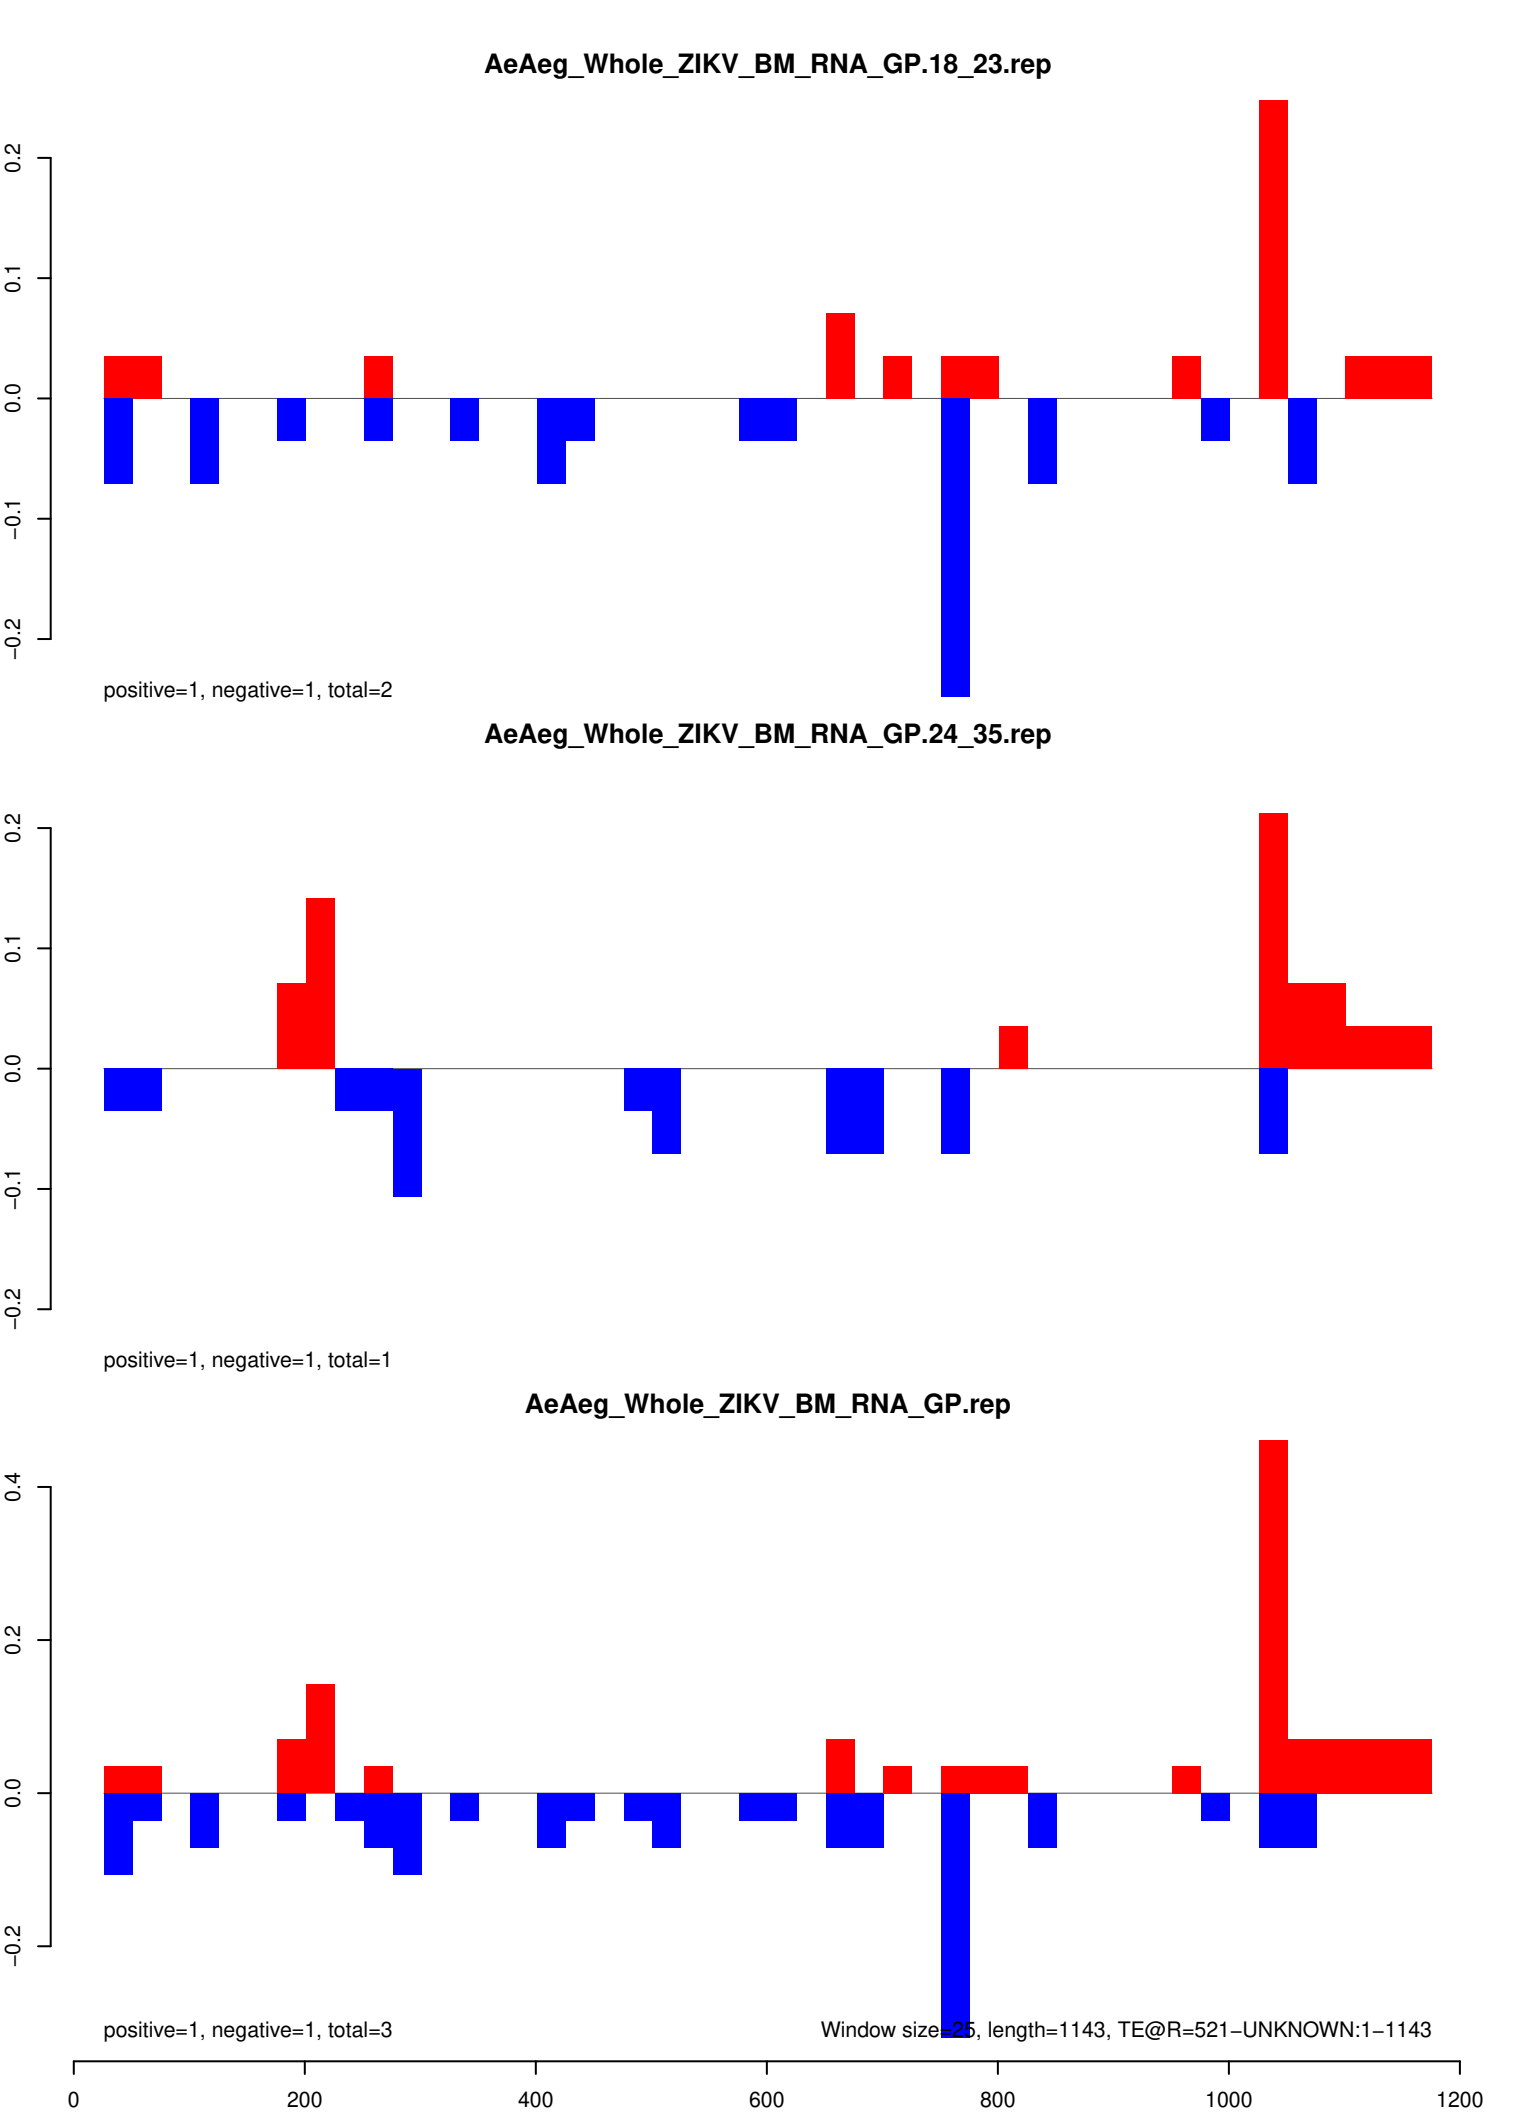 AeAeg_Whole_ZIKV_BM_RNA_GP.18_23.rep
0.2
0.1
0.0
−0.1
−0.2
positive=1, negative=1, total=2
AeAeg_Whole_ZIKV_BM_RNA_GP.24_35.rep
0.2
0.1
0.0
−0.1
−0.2
positive=1, negative=1, total=1
AeAeg_Whole_ZIKV_BM_RNA_GP.rep
0.4
0.2
0.0
−0.2
positive=1, negative=1, total=3
Window size=25, length=1143, TE@R=521−UNKNOWN:1−1143
0 200 400 600 800 1000 1200